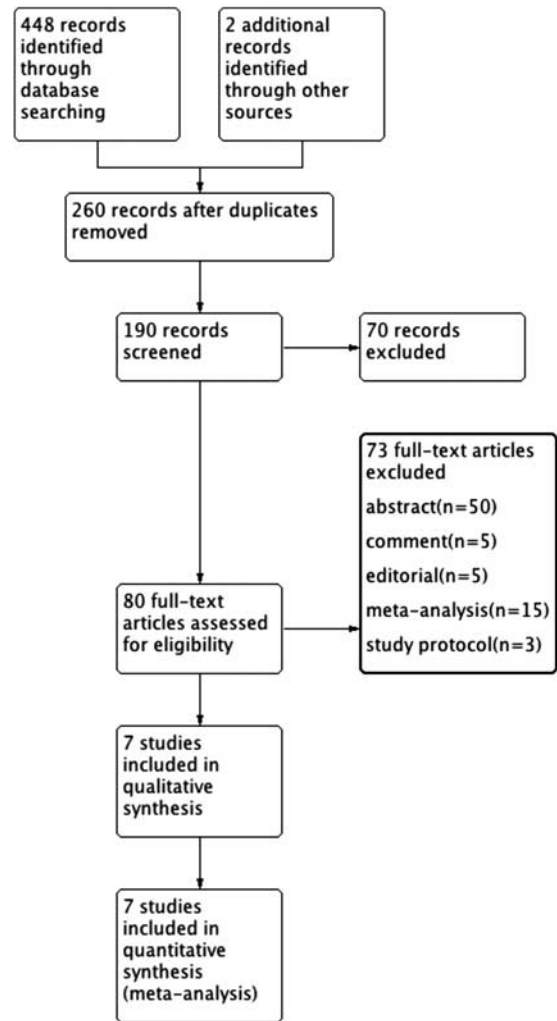 448 records
identified
through
database
searching
2 additional
records
identified
through other
sources
260 records after duplicates
removed
190 records
screened
70 records
excluded
73 full-text articles
excluded
abstract(n=50)
comment(n=5)
editorial(n=5)
meta-analysis(n=15)
study protocol(n=3)
80 full-text
articles assessed
for eligibility
7 studies
included in
qualitative
synthesis
7 studies
included in
quantitative
synthesis
(meta-analysis)